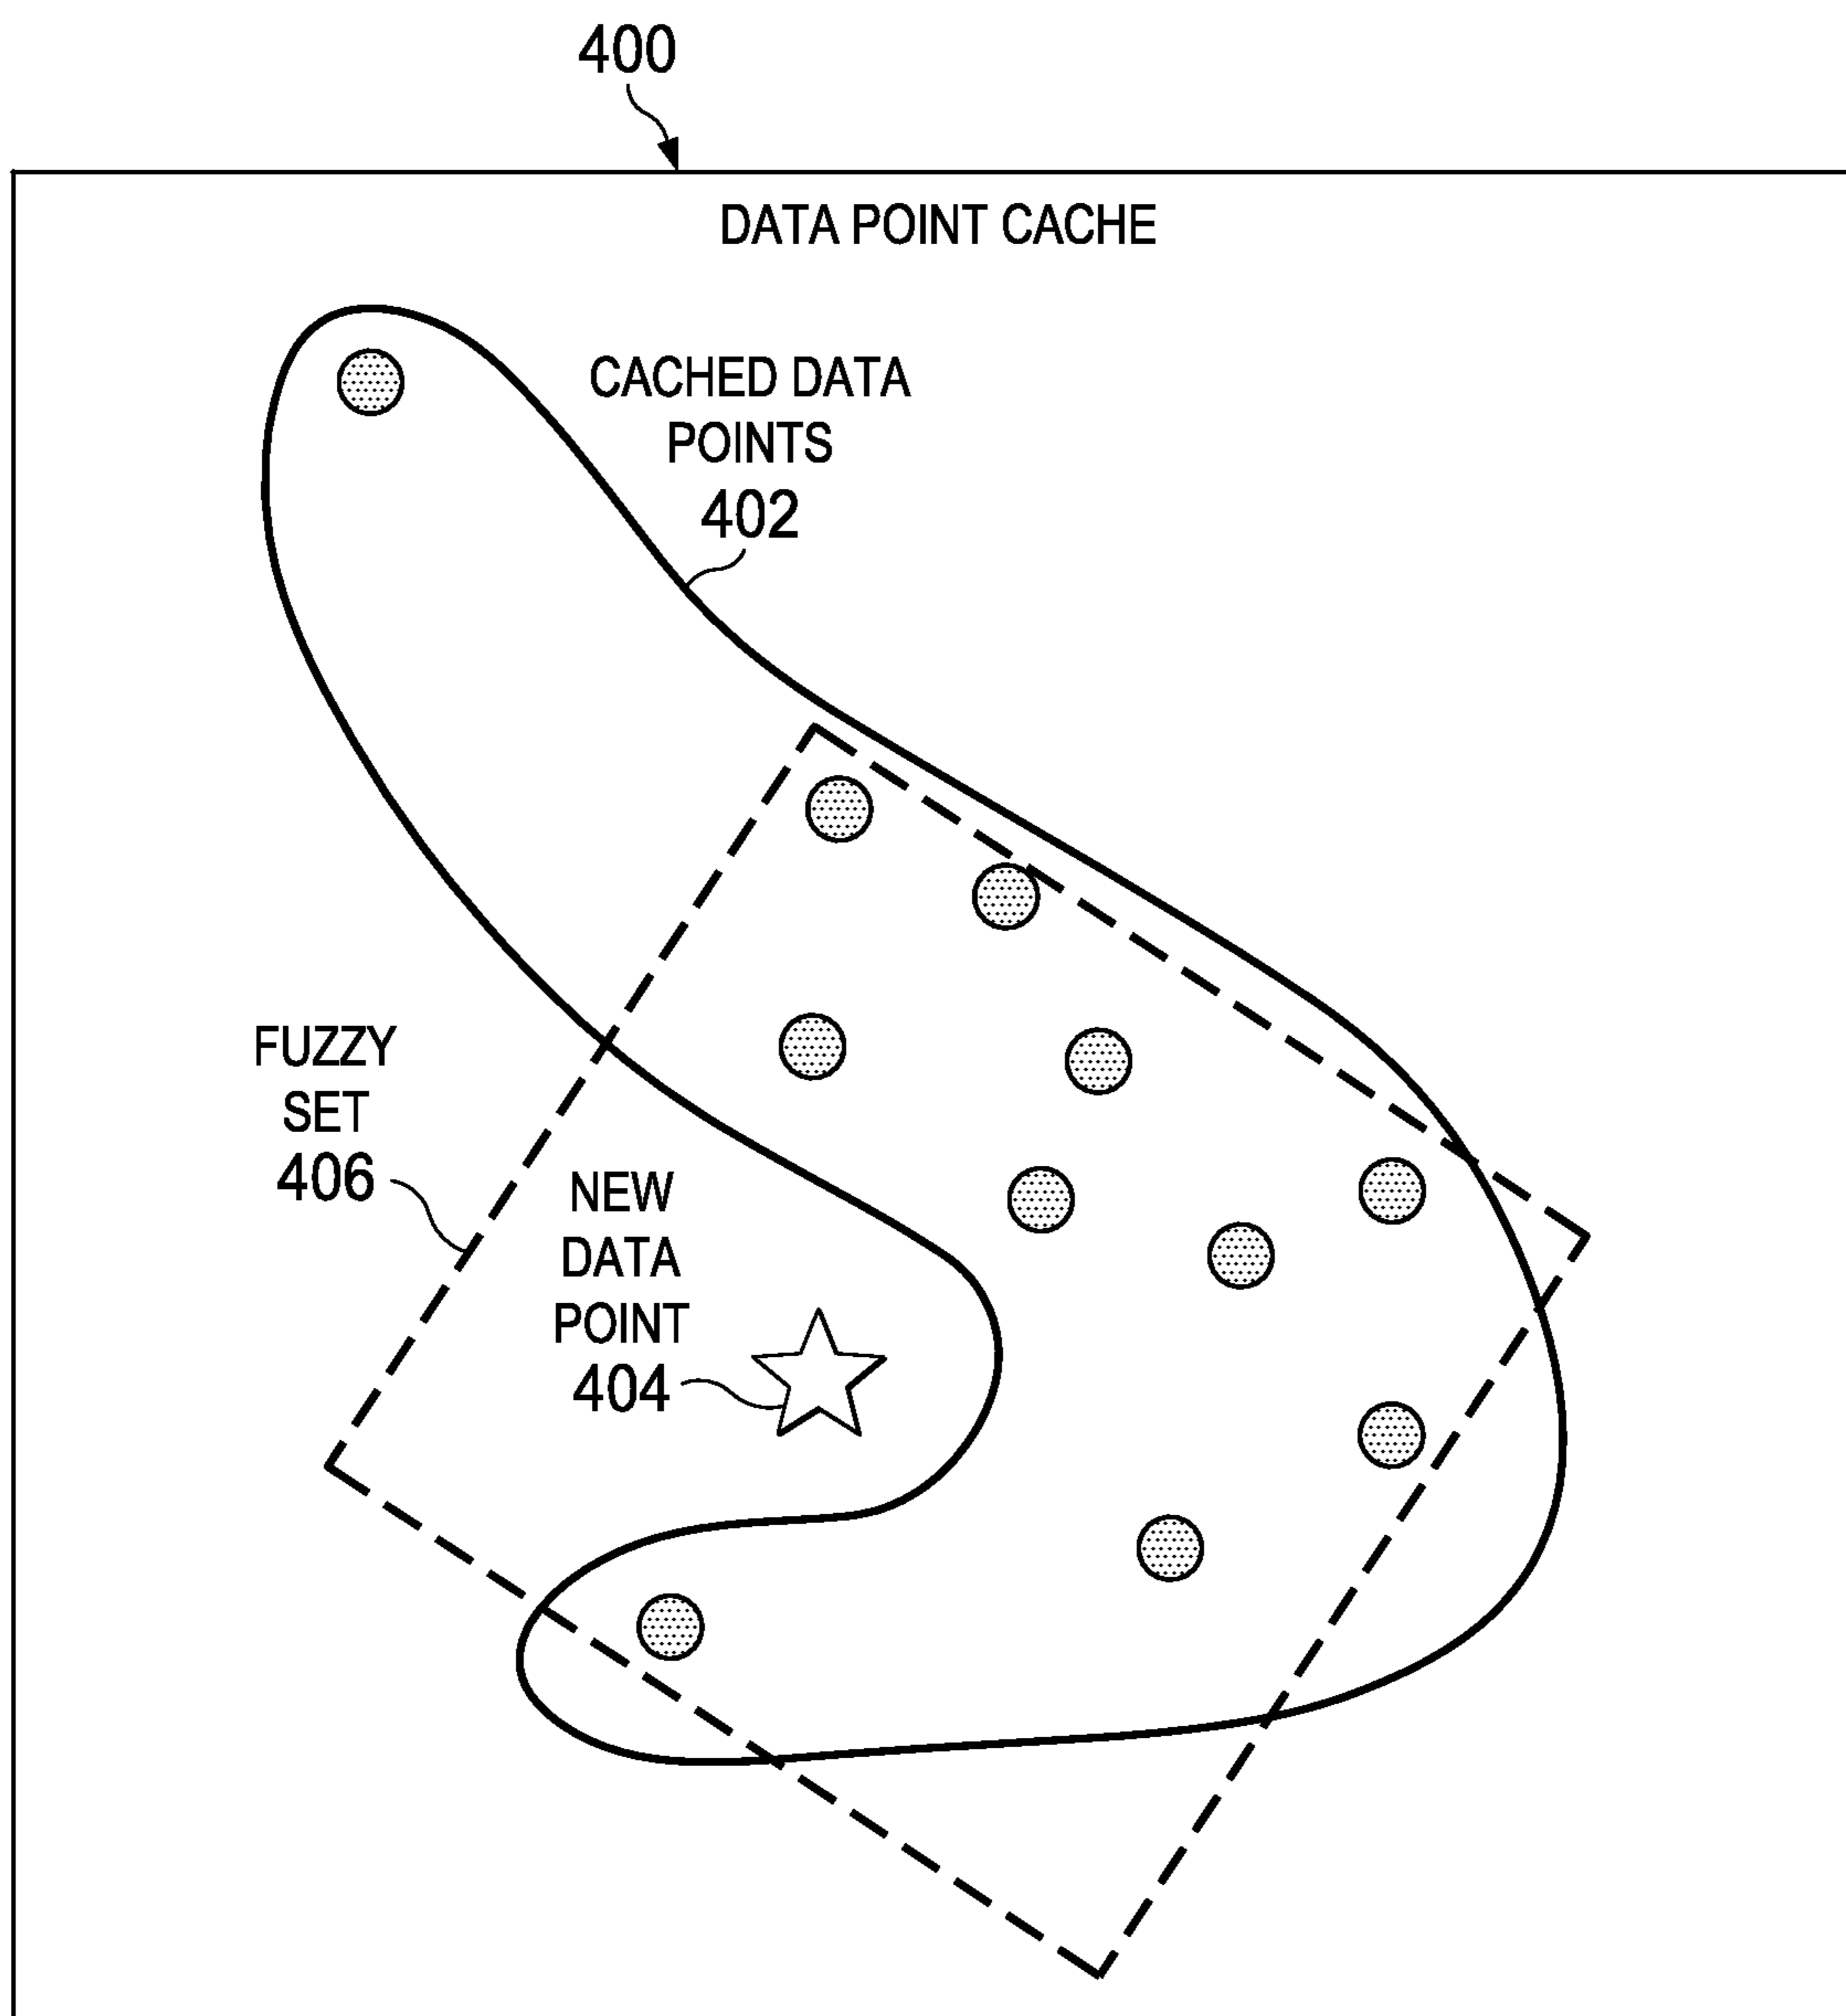 400
DATA POINT CACHE
CACHED DATA
POINTS
402
FUZZY
SET
406
NEW
DATA
POINT
404